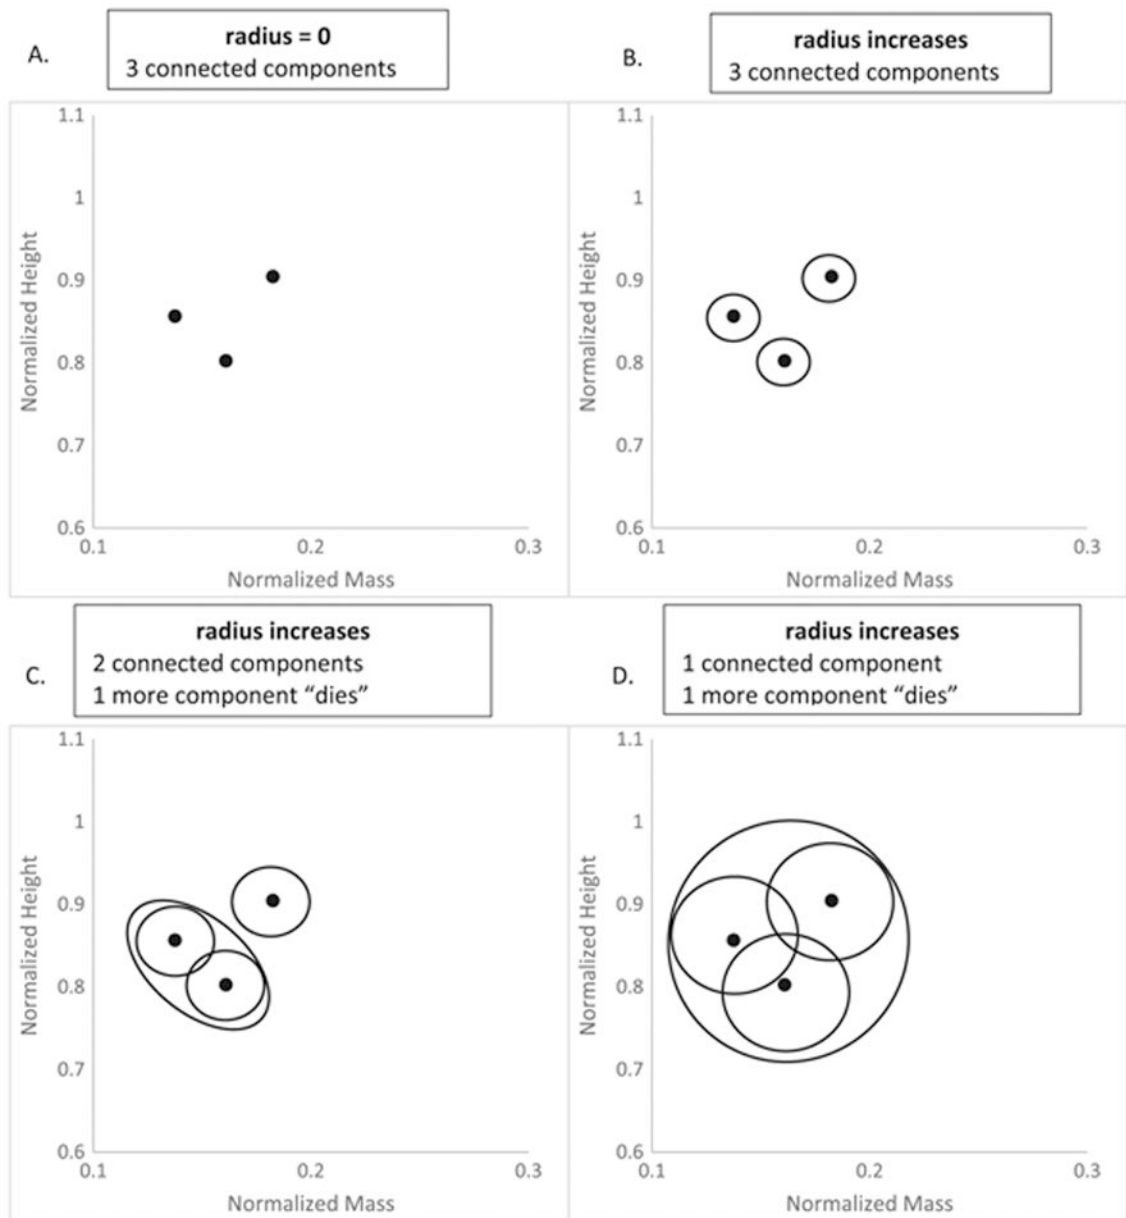 A.
radius = 0
3 connected components
B.
radius increases
3 connected components
1.1
1
0.9
0.8
0.7
0.6
0.1
0.2
0.3
Normalized Height
Normalized Mass
1.1
1
0.9
0.8
0.7
0.6
0.1
0.2
0.3
Normalized Height
Normalized Mass
C.
radius increases
2 connected components
1 more component “dies”
D.
radius increases
1 connected component
1 more component “dies”
1.1
1
0.9
0.8
0.7
0.6
0.1
0.2
0.3
Normalized Height
Normalized Mass
1.1
1
0.9
0.8
0.7
0.6
0.1
0.2
0.3
Normalized Height
Normalized Mass